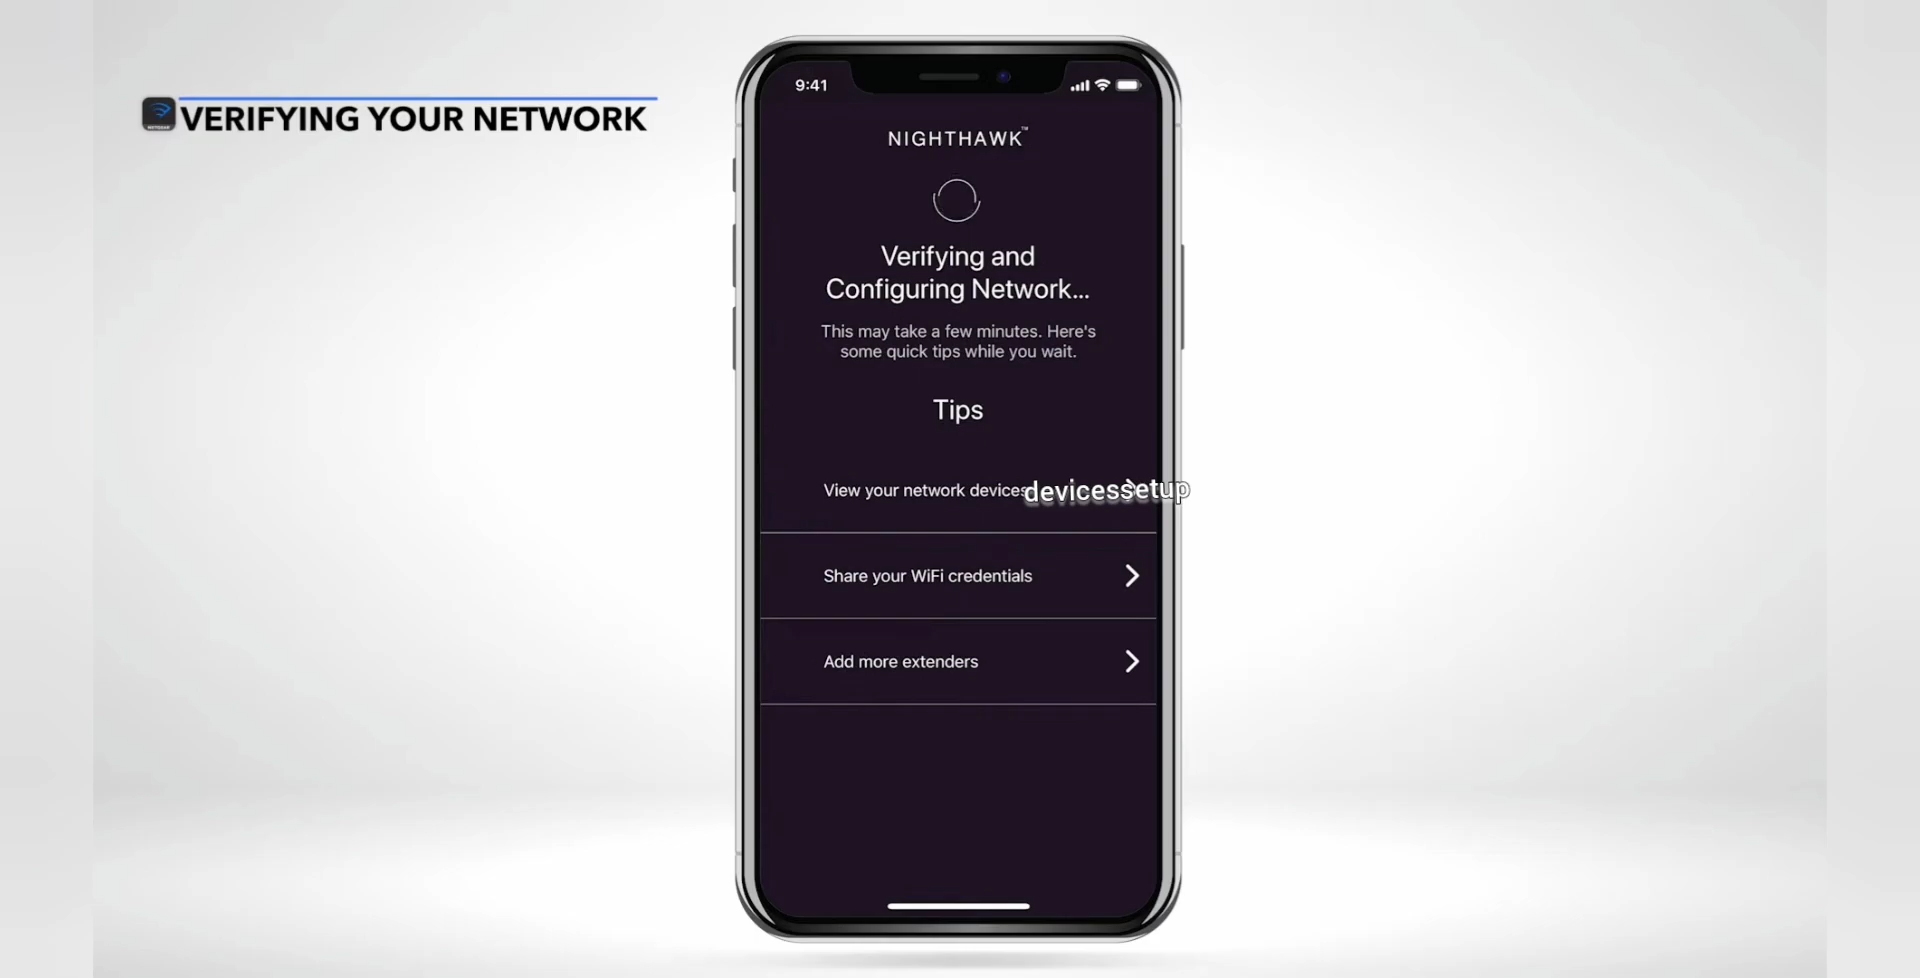 VERIFYING YOUR NETWORK
9:41
NIGHTHAWK™
Verifying and
Configuring Network...
This may take a few minutes. Here's
some quick tips while you wait.
Tips
View your network devices
devicessetup
Share your WiFi credentials
Add more extenders